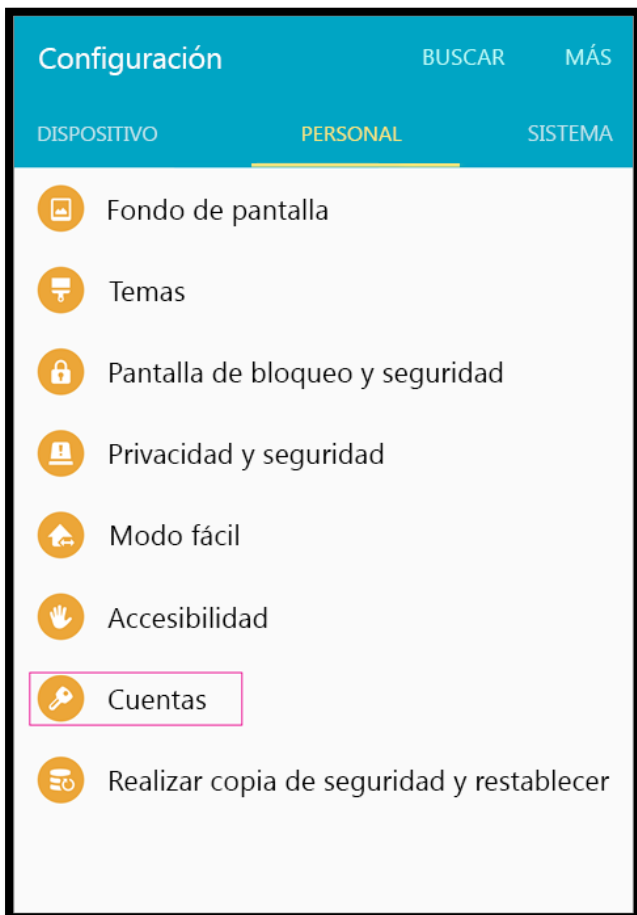 Configuración BUSCAR MÁS
DISPOSITIVO PERSONAL SISTEMA
Fondo de pantalla
Temas
Pantalla de bloqueo y seguridad
Privacidad y seguridad
Modo fácil
Accesibilidad
Cuentas
Realizar copia de seguridad y restablecer